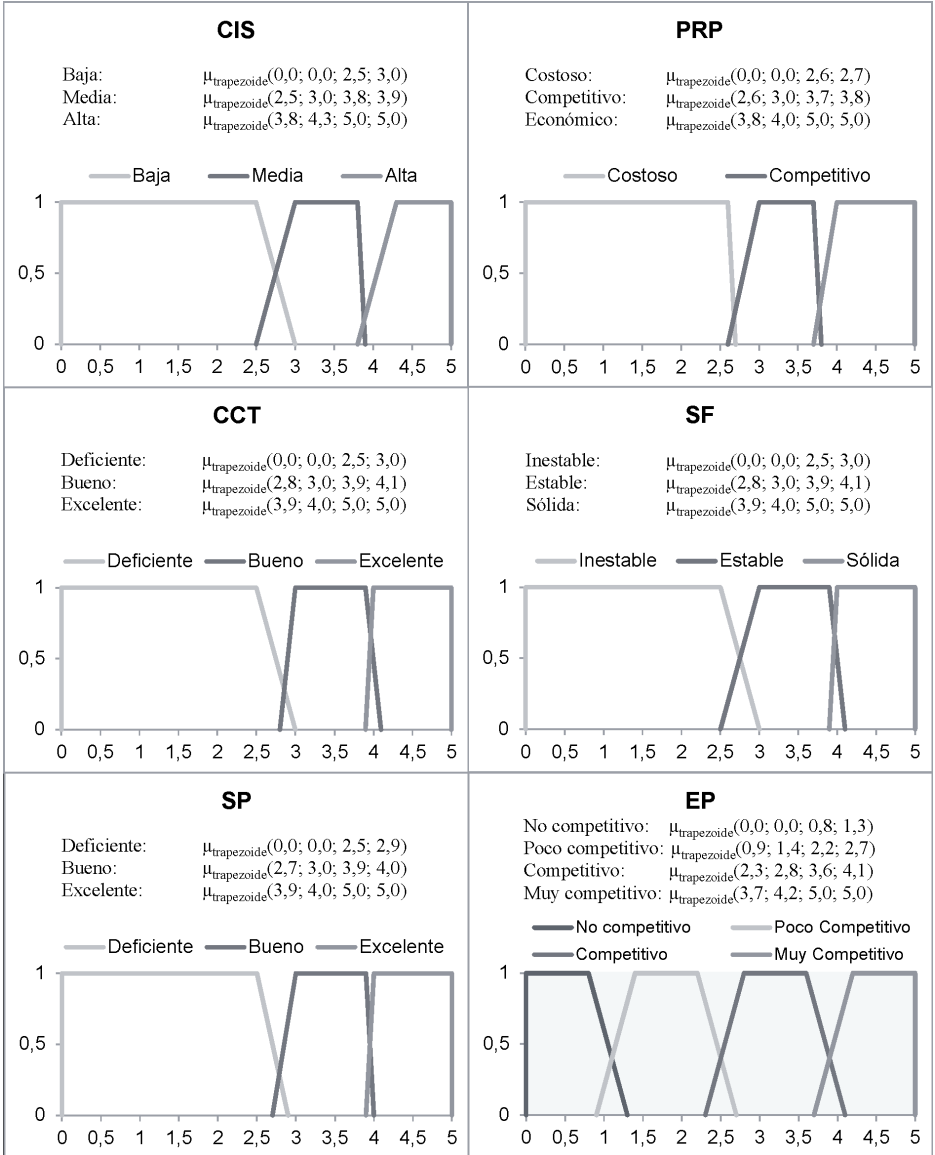 CIS
Baja: μtrapezoide(0,0; 0,0; 2,5; 3,0)
Media: μtrapezoide(2,5; 3,0; 3,8; 3,9)
Alta: μtrapezoide(3,8; 4,3; 5,0; 5,0)
Baja Media Alta
1
0,5
0
0 0,5 1 1,5 2 2,5 3 3,5 4 4,5 5
PRP
Costoso: μtrapezoide(0,0; 0,0; 2,6; 2,7)
Competitivo: μtrapezoide(2,6; 3,0; 3,7; 3,8)
Económico: μtrapezoide(3,8; 4,0; 5,0; 5,0)
Costoso Competitivo
1
0,5
0
0 0,5 1 1,5 2 2,5 3 3,5 4 4,5 5
CCT
Deficiente: μtrapezoide(0,0; 0,0; 2,5; 3,0)
Bueno: μtrapezoide(2,8; 3,0; 3,9; 4,1)
Excelente: μtrapezoide(3,9; 4,0; 5,0; 5,0)
Deficiente Bueno Excelente
1
0,5
0
0 0,5 1 1,5 2 2,5 3 3,5 4 4,5 5
SF
Inestable: μtrapezoide(0,0; 0,0; 2,5; 3,0)
Estable: μtrapezoide(2,8; 3,0; 3,9; 4,1)
Sólida: μtrapezoide(3,9; 4,0; 5,0; 5,0)
Inestable Estable Sólida
1
0,5
0
0 0,5 1 1,5 2 2,5 3 3,5 4 4,5 5
SP
Deficiente: μtrapezoide(0,0; 0,0; 2,5; 2,9)
Bueno: μtrapezoide(2,7; 3,0; 3,9; 4,0)
Excelente: μtrapezoide(3,9; 4,0; 5,0; 5,0)
Deficiente Bueno Excelente
1
0,5
0
0 0,5 1 1,5 2 2,5 3 3,5 4 4,5 5
EP
No competitivo: μtrapezoide(0,0; 0,0; 0,8; 1,3)
Poco competitivo: μtrapezoide(0,9; 1,4; 2,2; 2,7)
Competitivo: μtrapezoide(2,3; 2,8; 3,6; 4,1)
Muy competitivo: μtrapezoide(3,7; 4,2; 5,0; 5,0)
No competitivo Poco Competitivo
Competitivo Muy Competitivo
1
0,5
0
0 0,5 1 1,5 2 2,5 3 3,5 4 4,5 5